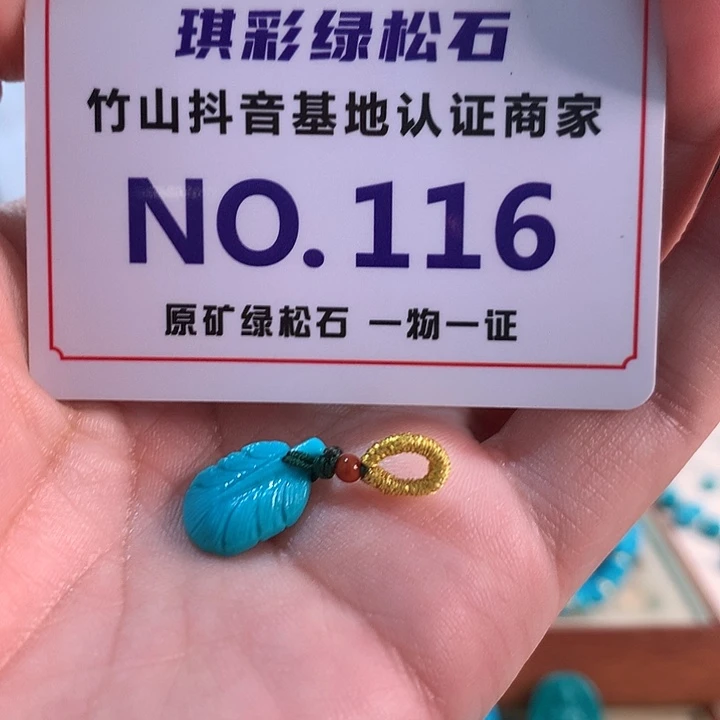 琪彩绿松石
竹山抖音基地认证商家
NO.116
原矿绿松石 一物一证